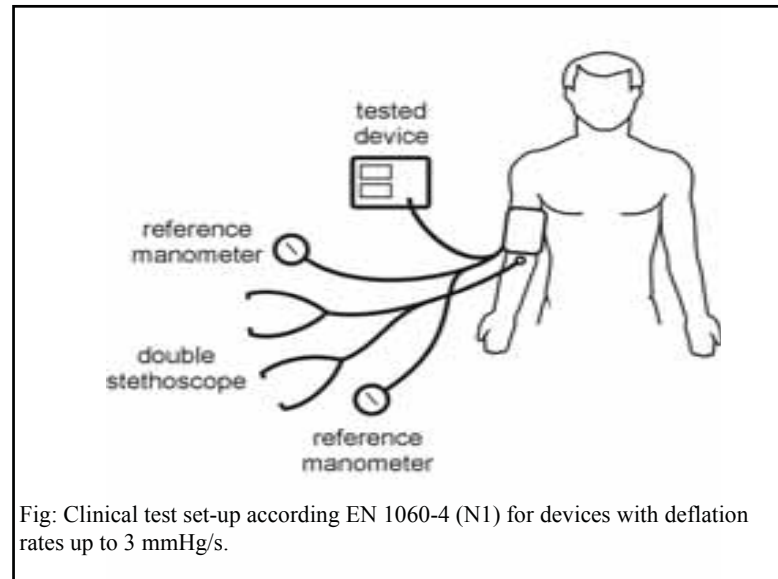 tested
device
reference
manometer
double
stethoscope
reference
manometer
Fig: Clinical test set-up according EN 1060-4 (N1) for devices with deflation
rates up to 3 mmHg/s.